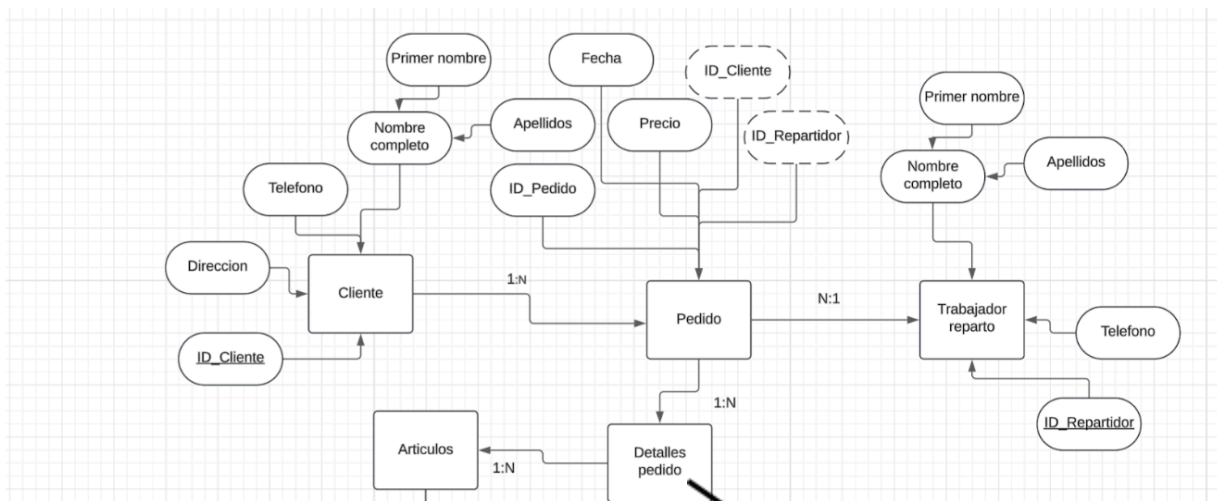 Primer nombre
Fecha
ID_Cliente
Primer nombre
Nombre
completo
Apellidos
Precio
ID_Repartidor
Nombre
completo
Apellidos
Telefono
ID_Pedido
Direccion
Cliente
1:N
Pedido
N:1
Trabajador
reparto
Telefono
ID_Cliente
1:N
ID_Repartidor
Articulos
1:N
Detalles
pedido